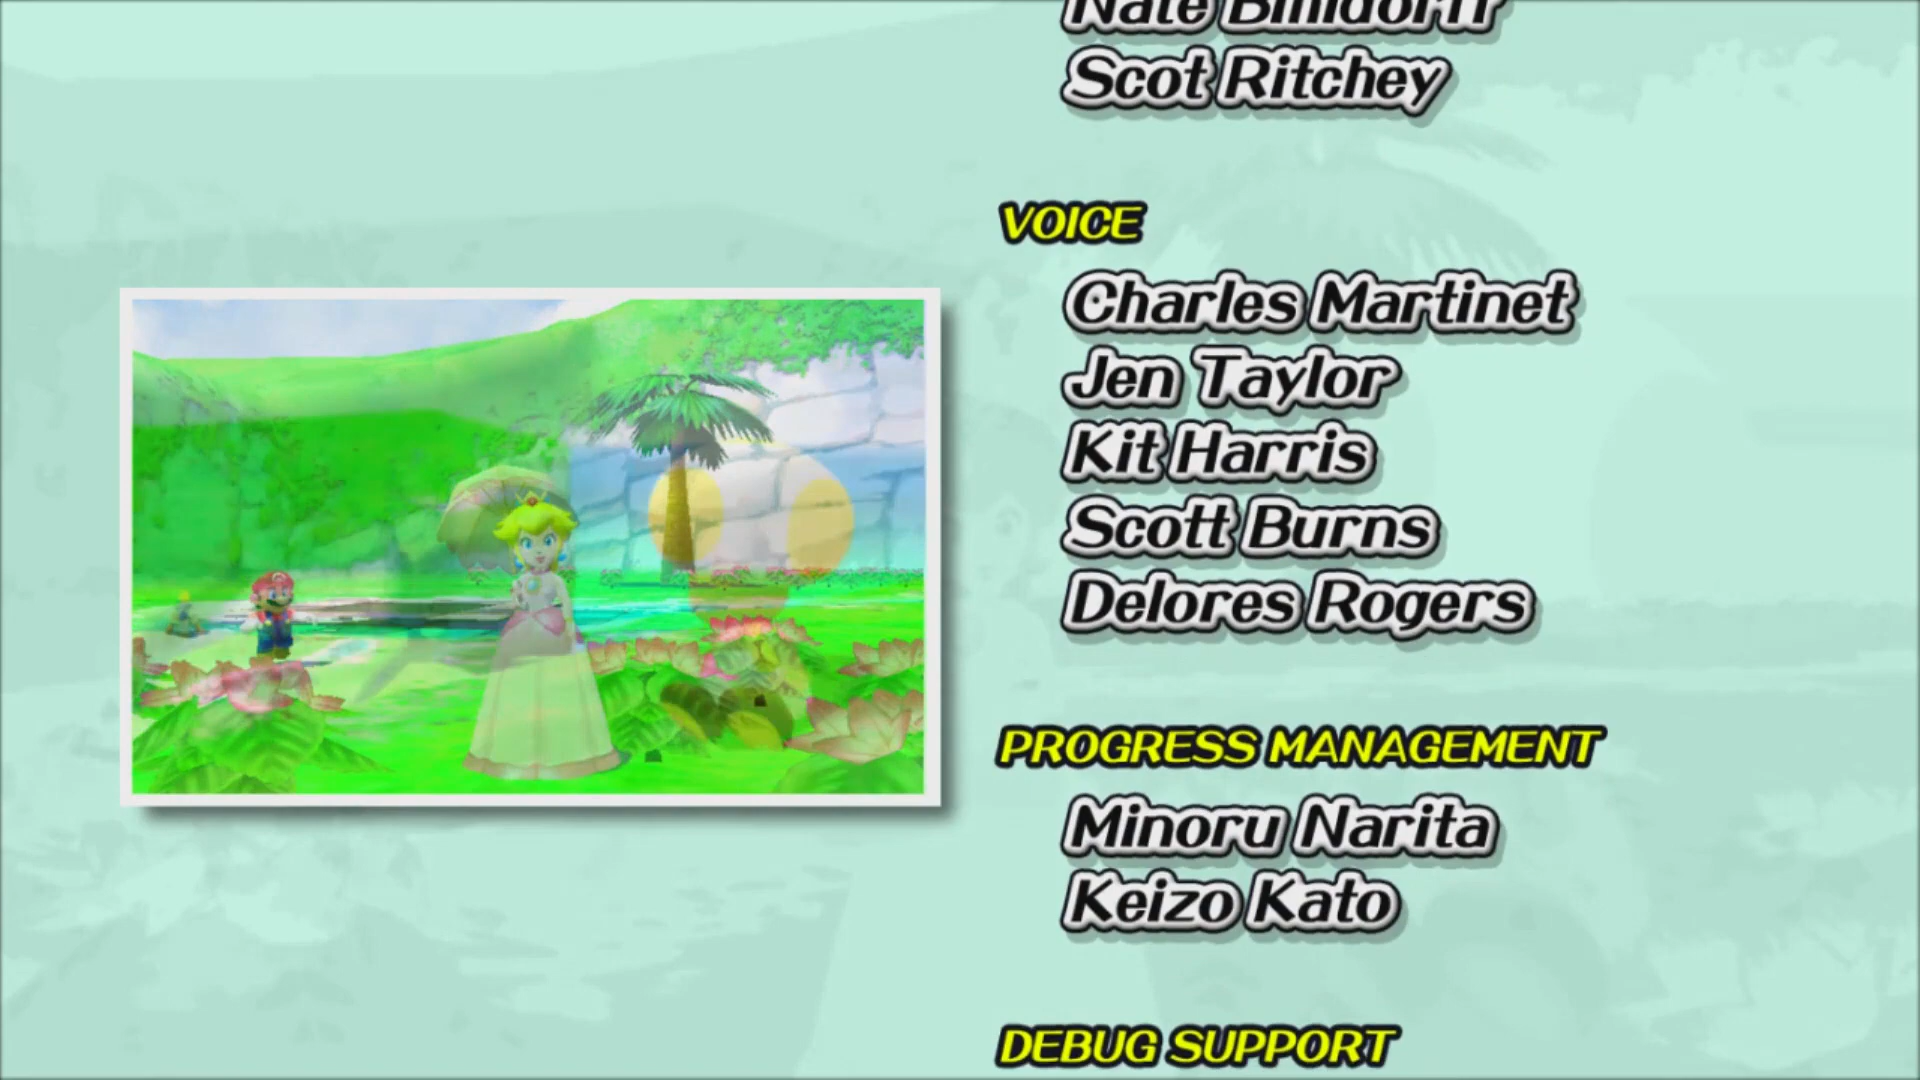 Scot Ritchey
VOICE
Charles Martinet
Jen Taylor
Kit Harris
Scott Burns
Delores Rogers
PROGRESS MANAGEMENT
Minoru Narita
Keizo Kato
DEBUG SUPPORT